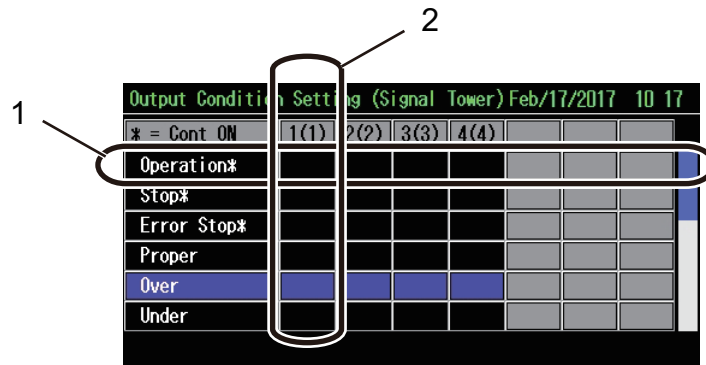 2
1
Output Condition Setting (Signal Tower) Feb/17/2017 10 17
* = Cont ON 1(1) 2(2) 3(3) 4(4)
Operation*
Stop*
Error Stop*
Proper
Over
Under